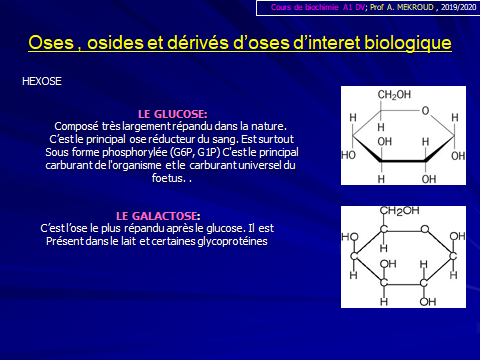 Cours de biochimie A1 DV; Prof A. MEKROUD , 2019/2020
Oses , osides et dérivés d'oses d'interet biologique
HEXOSE
LE GLUCOSE:
Composé très largement répandu dans la nature.
C'est le principal ose réducteur du sang. Est surtout
Sous forme phosphorylée (G6P, G1P) C'est le principal
carburant de l'organisme et le carburant universel du
foetus. .
CH₂OH
O
H H H
OH H
HO OH
H OH
LE GALACTOSE:
C'est l'ose le plus répandu après le glucose. Il est
Présent dans le lait et certaines glycoprotéines
CH₂OH
HO C O OH
H
C OH H C
H C C H
H OH